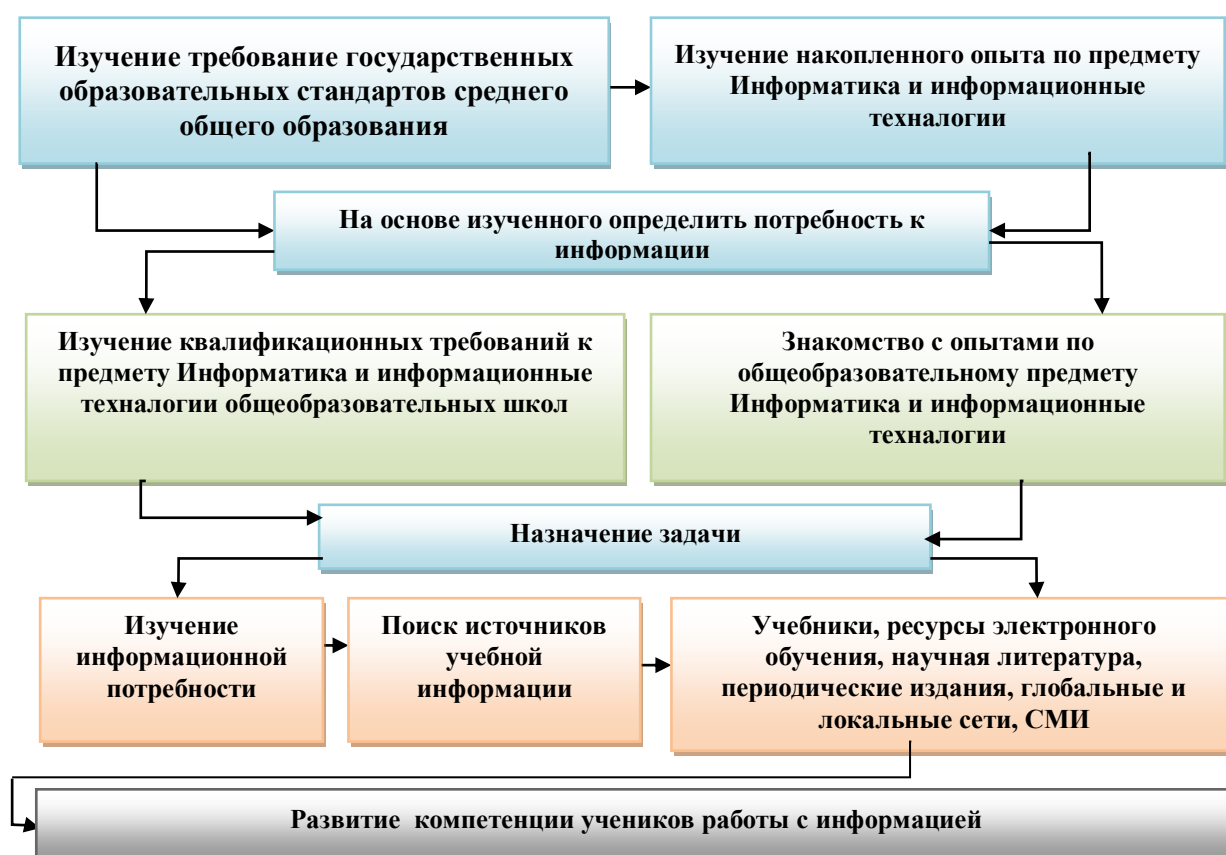 Изучение требование государственных
образовательных стандартов среднего
общего образования
Изучение накопленного опыта по предмету
Информатика и информационные
техналогии
На основе изученного определить потребность к
информации
Изучение квалификационных требований к
предмету Информатика и информационные
техналогии общеобразовательных школ
Знакомство с опытами по
общеобразовательному предмету
Информатика и информационные
техналогии
Назначение задачи
Изучение
информационной
потребности
Поиск источников
учебной
информации
Учебники, ресурсы электронного
обучения, научная литература,
периодические издания, глобальные и
локальные сети, СМИ
Развитие компетенции учеников работы с информацией